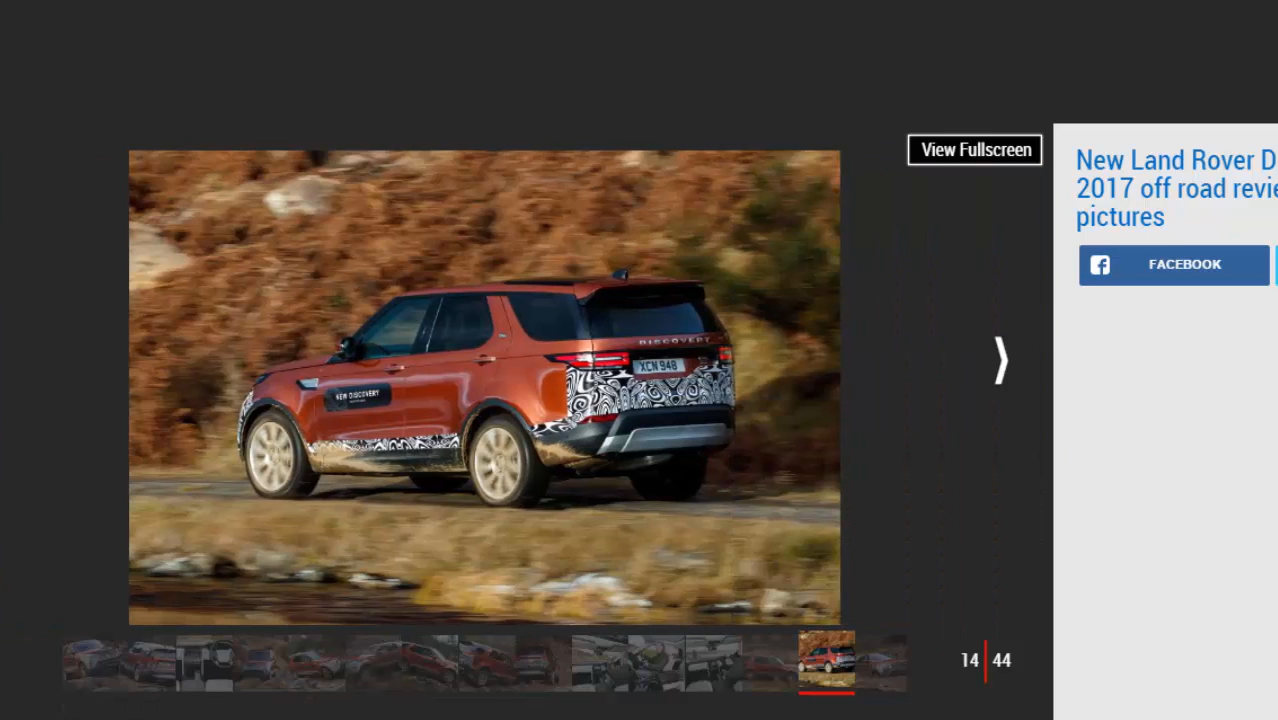 View Fullscreen
New Land Rover D
2017 off road revie
pictures
FACEBOOK
DISCOVERY
XCN 948
NEW DISCOVERY
14 44